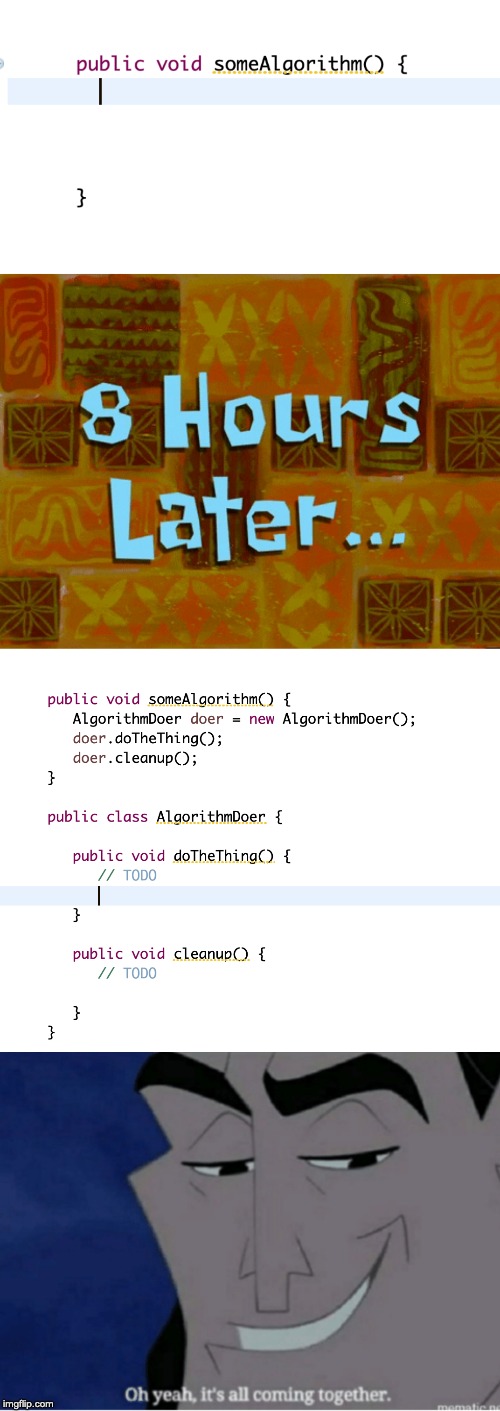 public void someAlgorithm() {
}
8 Hours
Later...
public void someAlgorithm() {
AlgorithmDoer doer = new AlgorithmDoer();
doer.doTheThing();
doer.cleanup();
}
public class AlgorithmDoer {
public void doTheThing() {
// TODO
}
public void cleanup() {
// TODO
}
}
Oh yeah, it's all coming together.
imgflip.com